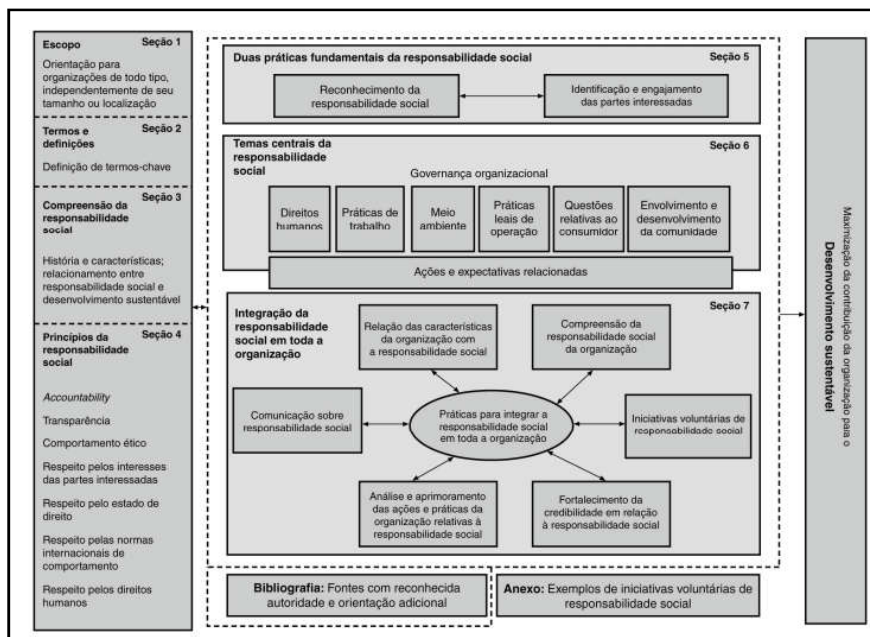 Escopo
Seção 1
Orientação para
organizações de todo tipo,
independentemente de seu
tamanho ou localização
Termos e
definições
Seção 2
Definição de termos-chave
Compreensão da
responsabilidade
social
Seção 3
História e características;
relacionamento entre
responsabilidade social e
desenvolvimento sustentável
Princípios da
responsabilidade
social
Seção 4
Accountability
Transparência
Comportamento ético
Respeito pelos interesses
das partes interessadas
Respeito pelo estado de
direito
Respeito pelas normas
internacionais de
comportamento
Respeito pelos direitos
humanos
Duas práticas fundamentais da responsabilidade social
Seção 5
Reconhecimento da
responsabilidade social
Identificação e engajamento
das partes interessadas
Temas centrais da
responsabilidade
social
Seção 6
Governança organizacional
Direitos
humanos
Práticas de
trabalho
Meio
ambiente
Práticas
leais de
operação
Questões
relativas ao
consumidor
Envolvimento e
desenvolvimento
da comunidade
Ações e expectativas relacionadas
Integração da
responsabilidade
social em toda a
organização
Seção 7
Relação das características
da organização com
a responsabilidade social
Compreensão da
responsabilidade social
da organização
Comunicação sobre
responsabilidade social
Práticas para integrar a
responsabilidade social
em toda a organização
Iniciativas voluntárias de
responsabilidade social
Análise e aprimoramento
das ações e práticas da
organização relativas à
responsabilidade social
Fortalecimento da
credibilidade em relação
à responsabilidade social
Bibliografia: Fontes com reconhecida
autoridade e orientação adicional
Anexo: Exemplos de iniciativas voluntárias de
responsabilidade social
Maximização da contribuição da organização para o
Desenvolvimento sustentável